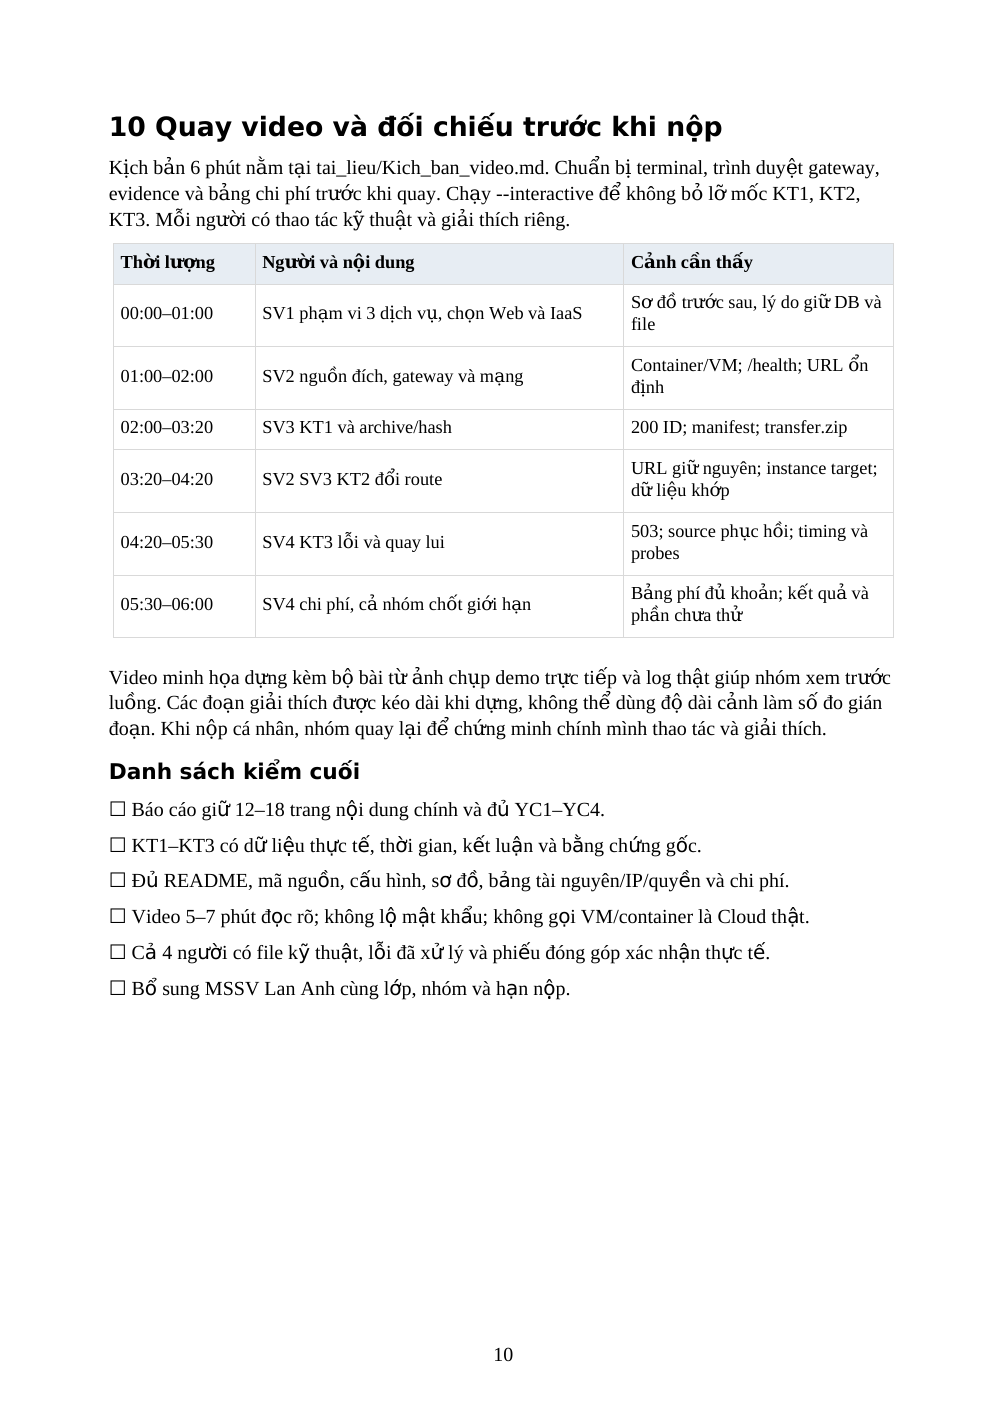 10 Quay video và đối chiếu trước khi nộp
Kịch bản 6 phút nằm tại tai_lieu/Kich_ban_video.md. Chuẩn bị terminal, trình duyệt gateway,
evidence và bảng chi phí trước khi quay. Chạy --interactive để không bỏ lỡ mốc KT1, KT2,
KT3. Mỗi người có thao tác kỹ thuật và giải thích riêng.
Thời lượng Người và nội dung Cảnh cần thấy
00:00–01:00 SV1 phạm vi 3 dịch vụ, chọn Web và IaaS Sơ đồ trước sau, lý do giữ DB và
file
01:00–02:00 SV2 nguồn đích, gateway và mạng Container/VM; /health; URL ổn
định
02:00–03:20 SV3 KT1 và archive/hash 200 ID; manifest; transfer.zip
03:20–04:20 SV2 SV3 KT2 đổi route URL giữ nguyên; instance target;
dữ liệu khớp
04:20–05:30 SV4 KT3 lỗi và quay lui 503; source phục hồi; timing và
probes
05:30–06:00 SV4 chi phí, cả nhóm chốt giới hạn Bảng phí đủ khoản; kết quả và
phần chưa thử
Video minh họa dựng kèm bộ bài từ ảnh chụp demo trực tiếp và log thật giúp nhóm xem trước
luồng. Các đoạn giải thích được kéo dài khi dựng, không thể dùng độ dài cảnh làm số đo gián
đoạn. Khi nộp cá nhân, nhóm quay lại để chứng minh chính mình thao tác và giải thích.
Danh sách kiểm cuối
☐ Báo cáo giữ 12–18 trang nội dung chính và đủ YC1–YC4.
☐ KT1–KT3 có dữ liệu thực tế, thời gian, kết luận và bằng chứng gốc.
☐ Đủ README, mã nguồn, cấu hình, sơ đồ, bảng tài nguyên/IP/quyền và chi phí.
☐ Video 5–7 phút đọc rõ; không lộ mật khẩu; không gọi VM/container là Cloud thật.
☐ Cả 4 người có file kỹ thuật, lỗi đã xử lý và phiếu đóng góp xác nhận thực tế.
☐ Bổ sung MSSV Lan Anh cùng lớp, nhóm và hạn nộp.
10